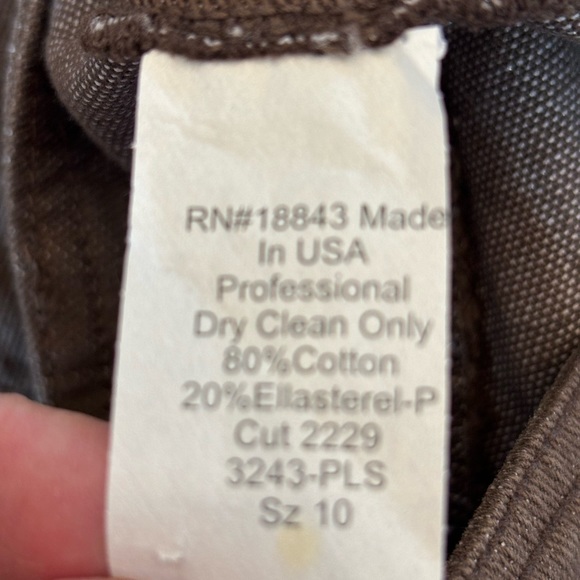 RN#18843 Made
In USA
Professional
Dry Clean Only
80%Cotton
20%Ellasterel-P
Cut 2229
3243-PLS
Sz 10